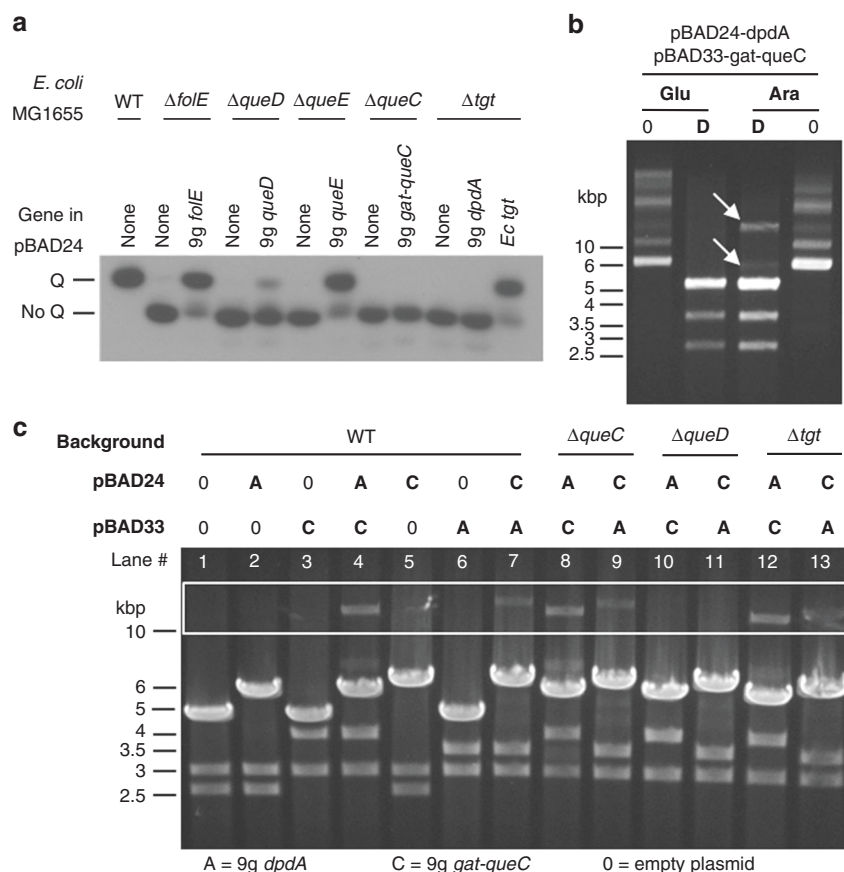 a
E. coli
MG1655
WT ΔfolE ΔqueD ΔqueE ΔqueC Δtgt
Gene in
pBAD24
None None 9g folE None 9g queD None 9g queE None 9g gat-queC None 9g dpdA Ec tgt
Q
No Q
b
pBAD24-dpdA
pBAD33-gat-queC
Glu Ara
0 D D 0
kbp
10
6
5
4
3.5
3
2.5
c
Background WT ΔqueC ΔqueD Δtgt
pBAD24 0 A 0 A C 0 C A C A C A C
pBAD33 0 0 C C 0 A A C A C A C A
Lane # 1 2 3 4 5 6 7 8 9 10 11 12 13
kbp
10
6
5
4
3.5
3
2.5
A = 9g dpdA C = 9g gat-queC 0 = empty plasmid